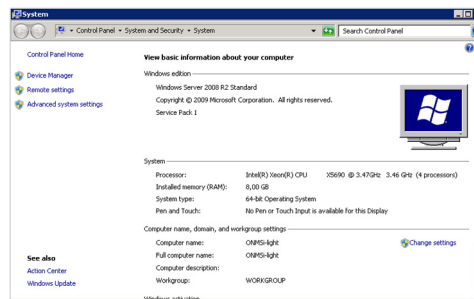 System
Control Panel System and Security System
Search Control Panel
Control Panel Home
Device Manager
Remote settings
Advanced system settings
See also
Action Center
Windows Update
View basic information about your computer
Windows edition
Windows Server 2008 R2 Standard
Copyright © 2009 Microsoft Corporation. All rights reserved.
Service Pack 1
System
Processor: Intel(R) Xeon(R) CPU X5690 @ 3.47GHz 3.46 GHz (4 processors)
Installed memory (RAM): 8,00 GB
System type: 64-bit Operating System
Pen and Touch: No Pen or Touch Input is available for this Display
Computer name, domain, and workgroup settings
Computer name: ONMSi-light
Change settings
Full computer name: ONMSi-light
Computer description:
Workgroup: WORKGROUP
Windows activation